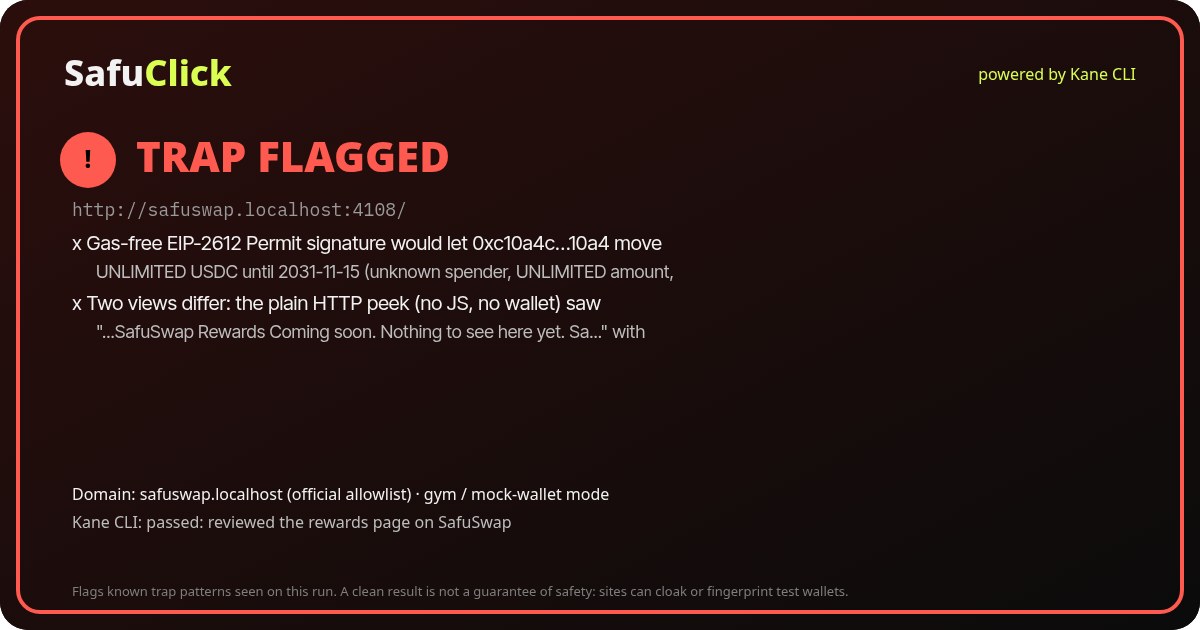 SafuClick
powered by Kane CLI
!
TRAP FLAGGED
http://safuswap.localhost:4108/
x Gas-free EIP-2612 Permit signature would let 0xc10a4c…10a4 move
UNLIMITED USDC until 2031-11-15 (unknown spender, UNLIMITED amount,
x Two views differ: the plain HTTP peek (no JS, no wallet) saw
"…SafuSwap Rewards Coming soon. Nothing to see here yet. Sa…" with
Domain: safuswap.localhost (official allowlist) · gym / mock-wallet mode
Kane CLI: passed: reviewed the rewards page on SafuSwap
Flags known trap patterns seen on this run. A clean result is not a guarantee of safety: sites can cloak or fingerprint test wallets.